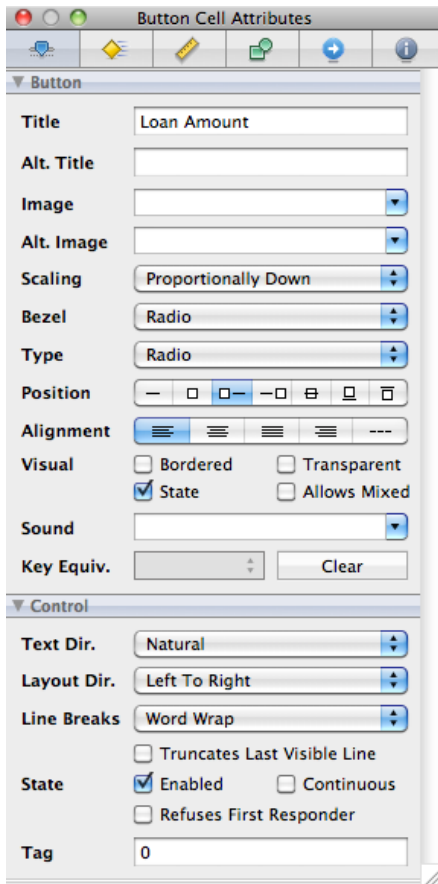 Button Cell Attributes
Button
Title Loan Amount
Alt. Title
Image
Alt. Image
Scaling Proportionally Down
Bezel Radio
Type Radio
Position
Alignment
Visual Bordered Transparent
State Allows Mixed
Sound
Key Equiv. Clear
Control
Text Dir. Natural
Layout Dir. Left To Right
Line Breaks Word Wrap
Truncates Last Visible Line
State Enabled Continuous
Refuses First Responder
Tag 0